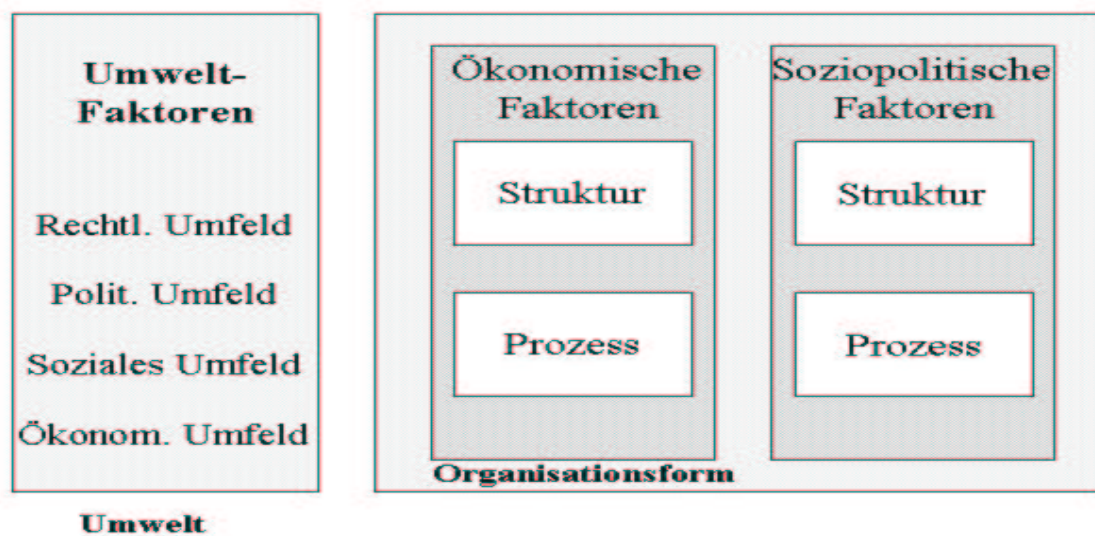 Umwelt-
Faktoren
Rechtl. Umfeld
Polit. Umfeld
Soziales Umfeld
Ökonom. Umfeld
Umwelt
Ökonomische
Faktoren
Struktur
Prozess
Soziopolitische
Faktoren
Struktur
Prozess
Organisationsform